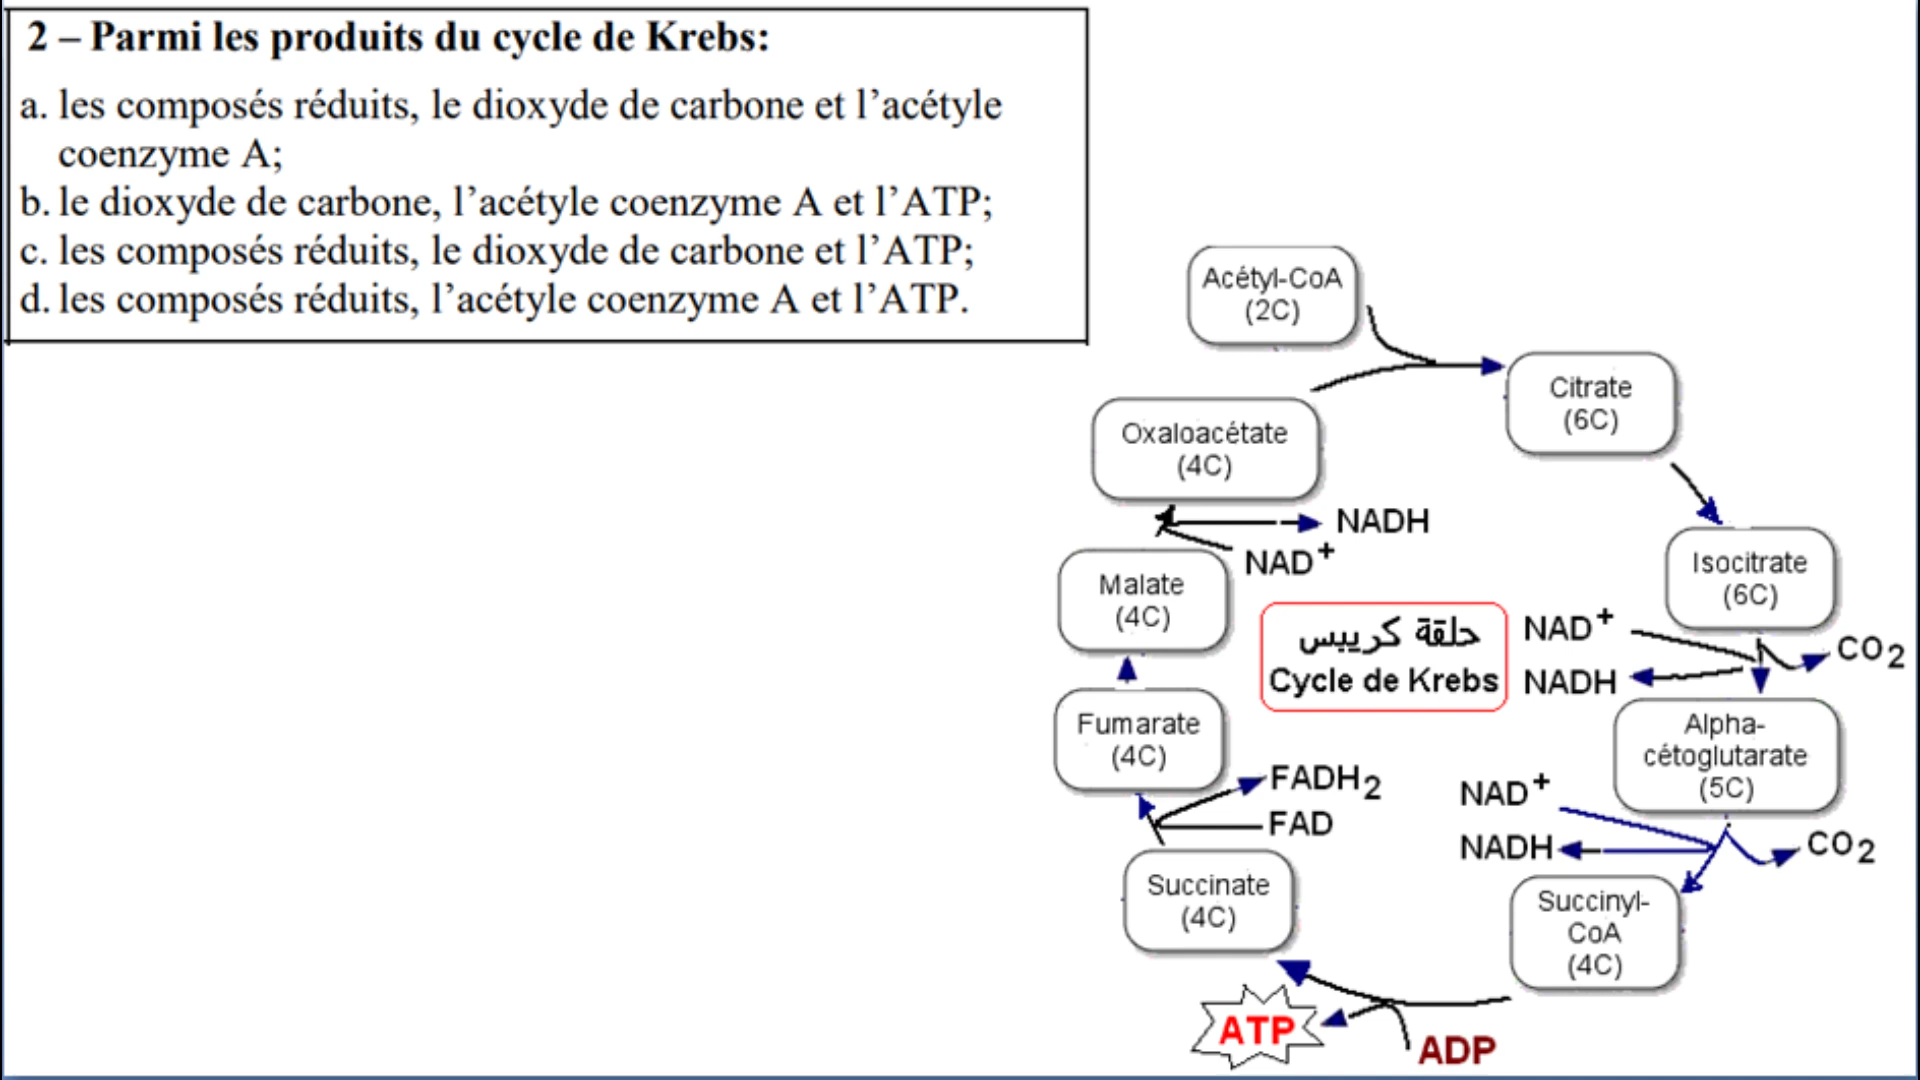 2 – Parmi les produits du cycle de Krebs:
a. les composés réduits, le dioxyde de carbone et l’acétyle
coenzyme A;
b. le dioxyde de carbone, l’acétyle coenzyme A et l’ATP;
c. les composés réduits, le dioxyde de carbone et l’ATP;
d. les composés réduits, l’acétyle coenzyme A et l’ATP.
Acétyl-CoA
(2C)
Citrate
(6C)
Oxaloacétate
(4C)
NADH
NAD+
Isocitrate
(6C)
Malate
(4C)
حلقة كريبس
Cycle de Krebs
NAD+
CO2
NADH
Alpha-
cétoglutarate
(5C)
Fumarate
(4C)
FADH2
FAD
NAD+
NADH
CO2
Succinate
(4C)
Succinyl-
CoA
(4C)
ATP
ADP